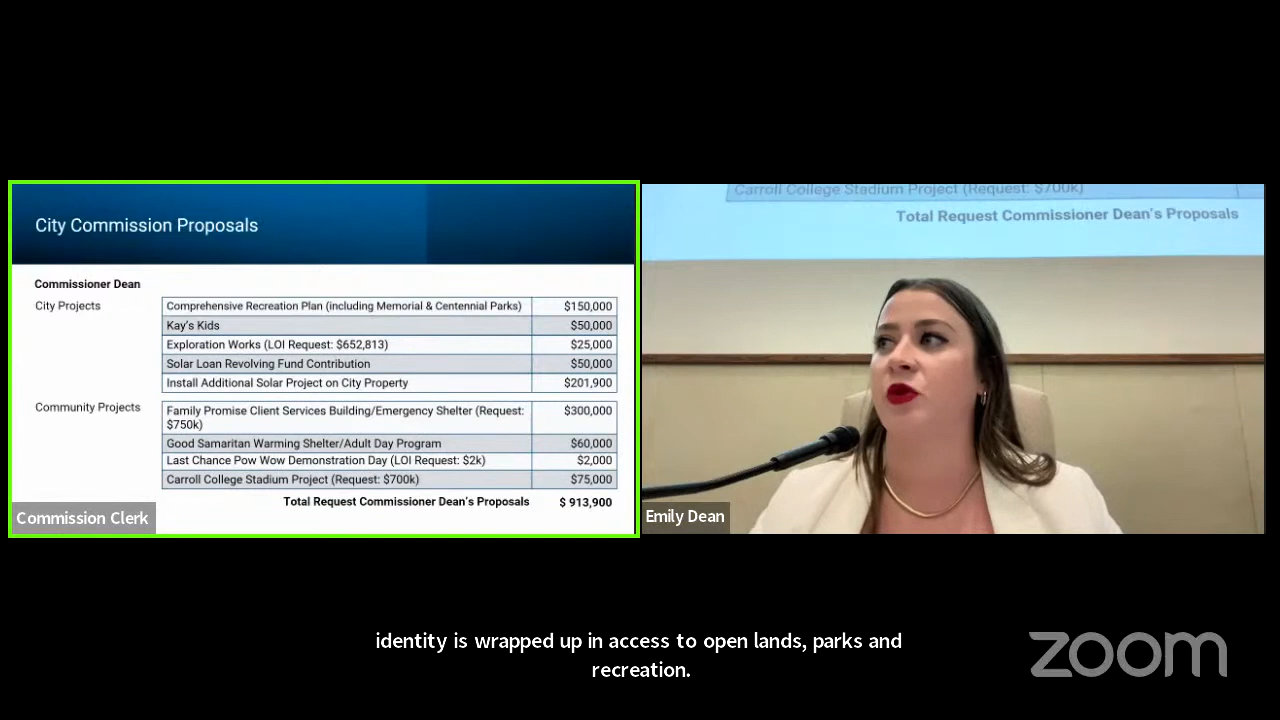 City Commission Proposals
Commissioner Dean
City Projects
Comprehensive Recreation Plan (including Memorial & Centennial Parks) $150,000
Kay's Kids $50,000
Exploration Works (LOI Request: $652,813) $25,000
Solar Loan Revolving Fund Contribution $50,000
Install Additional Solar Project on City Property $201,900
Community Projects
Family Promise Client Services Building/Emergency Shelter (Request: $300,000
$750k)
Good Samaritan Warming Shelter/Adult Day Program $60,000
Last Chance Pow Wow Demonstration Day (LOI Request: $2k) $2,000
Carroll College Stadium Project (Request: $700k) $75,000
Total Request Commissioner Dean's Proposals $ 913,900
Commission Clerk
Carroll College Stadium Project (Request: $700k)
Total Request Commissioner Dean's Proposals
Emily Dean
identity is wrapped up in access to open lands, parks and
recreation.
zoom